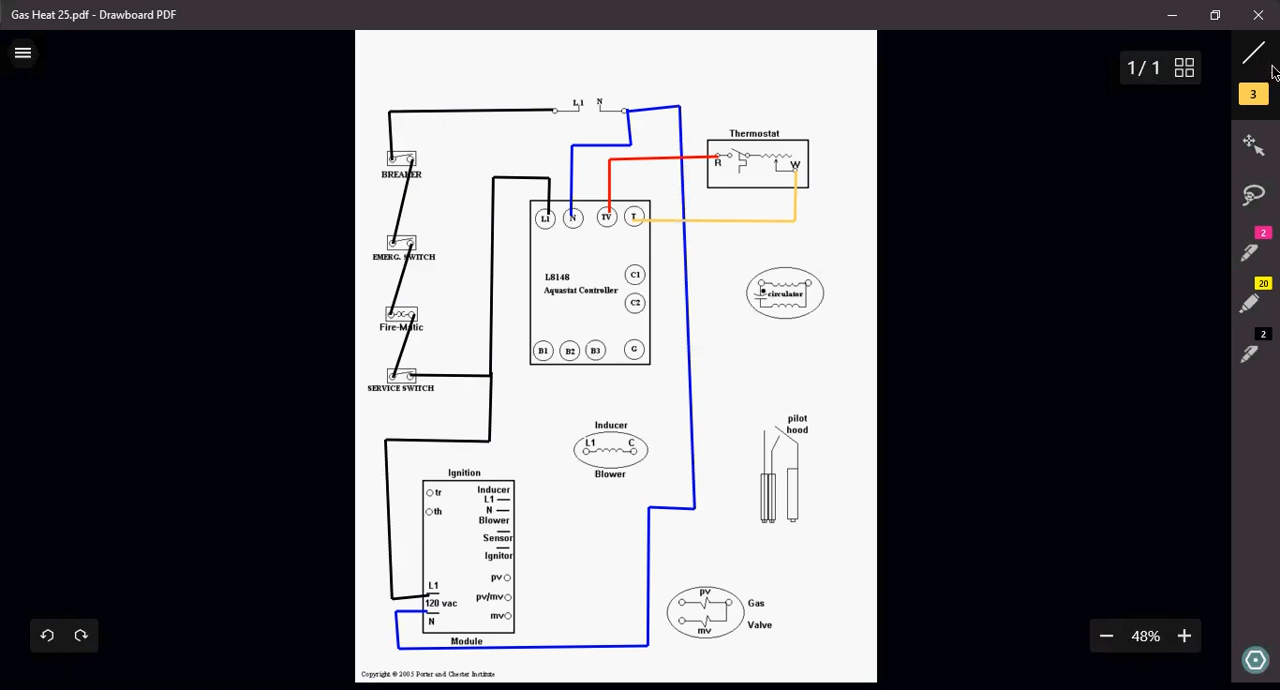 Gas Heat 25.pdf - Drawboard PDF
1/ 1
3
2
20
2
48%
L1 N
BREAKER
EMERG. SWITCH
Fire-Matic
SERVICE SWITCH
Thermostat
R W
L1 N TV T
L8148
Aquastat Controller
C1
C2
B1 B2 B3 G
circulator
Inducer
L1 C
Blower
pilot
hood
Ignition
tr
th
Inducer
L1
N
Blower
Sensor
Ignitor
pv
pv/mv
mv
L1
120 vac
N
Module
pv
mv
Gas
Valve
Copyright © 2005 Porter and Chester Institute